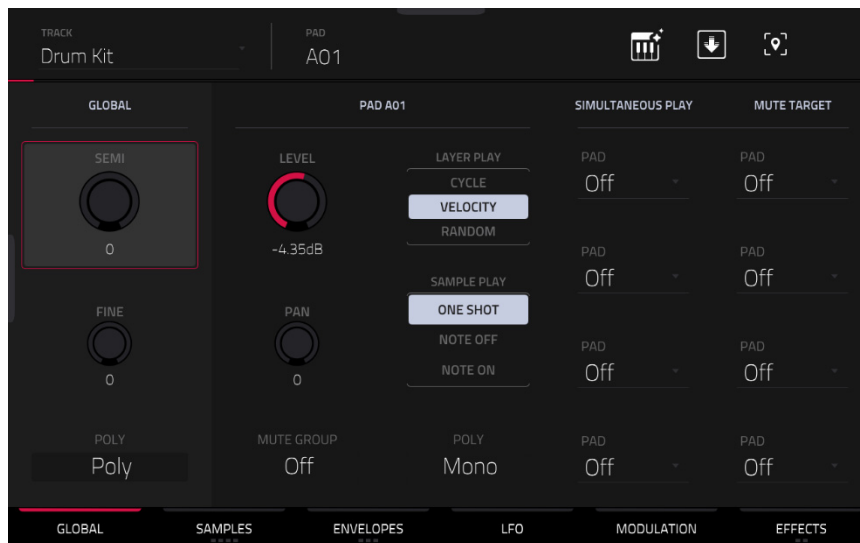 TRACK
Drum Kit
PAD
A01
GLOBAL
PAD A01
SIMULTANEOUS PLAY
MUTE TARGET
SEMI
0
FINE
0
POLY
Poly
LEVEL
-4.35dB
PAN
0
MUTE GROUP
Off
LAYER PLAY
CYCLE
VELOCITY
RANDOM
SAMPLE PLAY
ONE SHOT
NOTE OFF
NOTE ON
POLY
Mono
PAD
Off
PAD
Off
PAD
Off
PAD
Off
PAD
Off
PAD
Off
PAD
Off
PAD
Off
GLOBAL
SAMPLES
ENVELOPES
LFO
MODULATION
EFFECTS